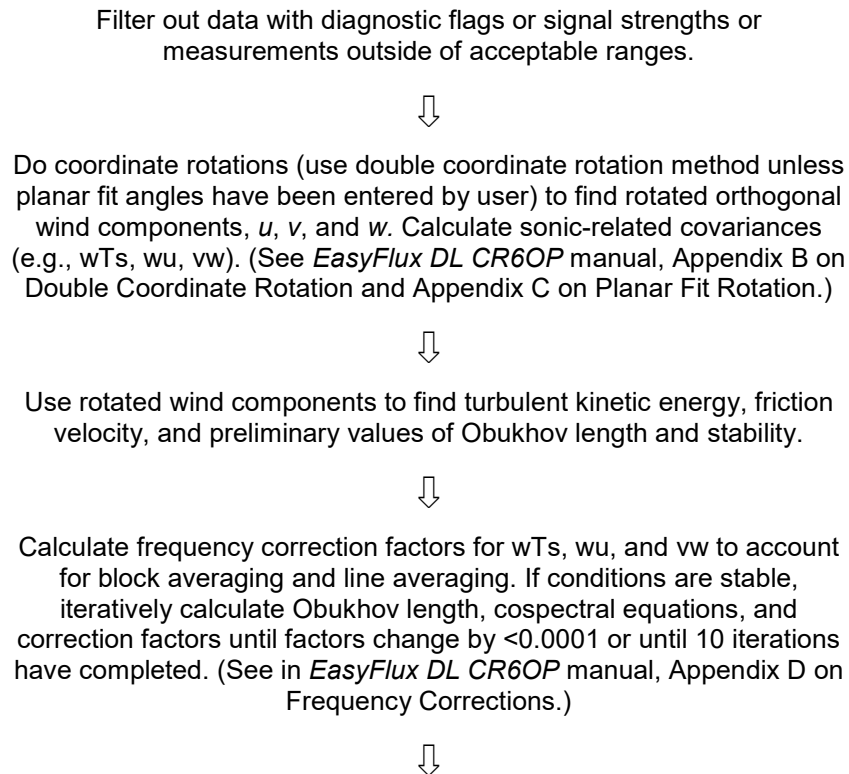 Filter out data with diagnostic flags or signal strengths or
measurements outside of acceptable ranges.
⇩
Do coordinate rotations (use double coordinate rotation method unless
planar fit angles have been entered by user) to find rotated orthogonal
wind components, u, v, and w. Calculate sonic-related covariances
(e.g., wTs, wu, vw). (See EasyFlux DL CR6OP manual, Appendix B on
Double Coordinate Rotation and Appendix C on Planar Fit Rotation.)
⇩
Use rotated wind components to find turbulent kinetic energy, friction
velocity, and preliminary values of Obukhov length and stability.
⇩
Calculate frequency correction factors for wTs, wu, and vw to account
for block averaging and line averaging. If conditions are stable,
iteratively calculate Obukhov length, cospectral equations, and
correction factors until factors change by <0.0001 or until 10 iterations
have completed. (See in EasyFlux DL CR6OP manual, Appendix D on
Frequency Corrections.)
⇩